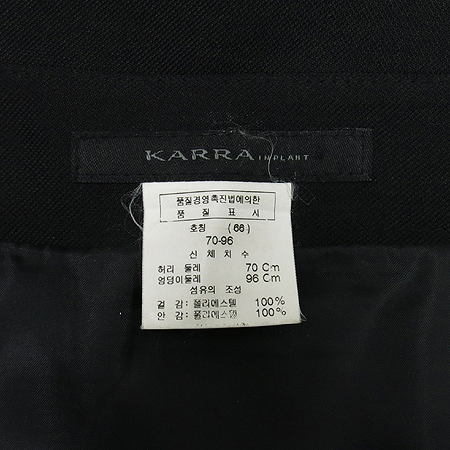 KARRA INPLANT
품질경영촉진법에의한
품 질 표 시
호칭 (66)
70-96
신 체 치 수
허리 둘레 70 Cm
엉덩이둘레 96 Cm
섬유의 조성
겉 감 : 폴리에스텔 100%
안 감 : 폴리에스텔 100%